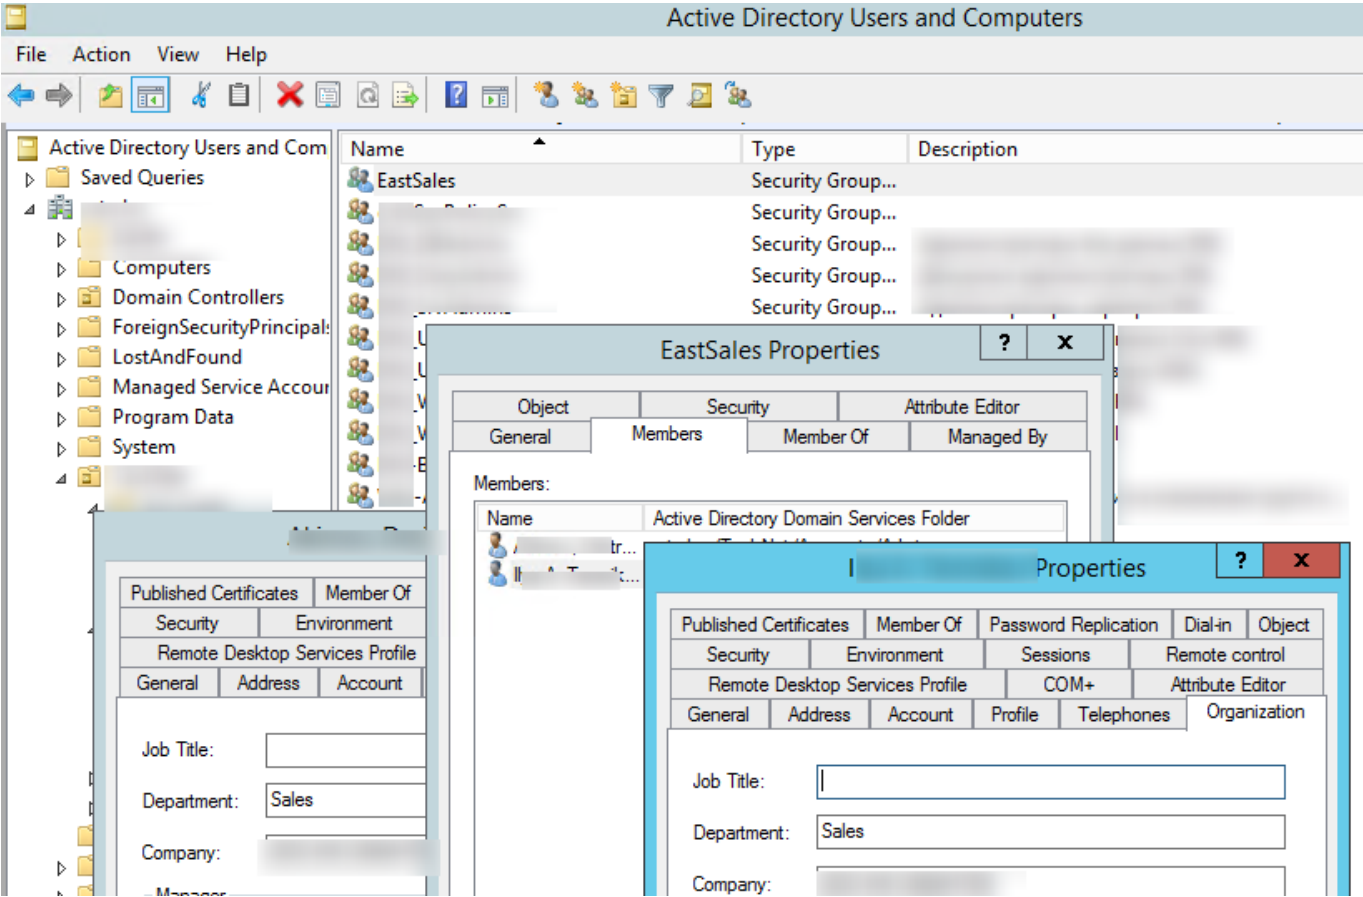 Active Directory Users and Computers
File Action View Help
Active Directory Users and Com
Name Type Description
Saved Queries
EastSales Security Group...
Security Group...
Security Group...
Computers
Security Group...
Domain Controllers
Security Group...
ForeignSecurityPrincipal
LostAndFound
Managed Service Accour
Program Data
System
EastSales Properties
? x
Object Security Attribute Editor
General Members Member Of Managed By
Members:
Name Active Directory Domain Services Folder
Published Certificates Member Of
Security Environment
Remote Desktop Services Profile
General Address Account
Job Title:
Department: Sales
Company:
Manager
Properties
? x
Published Certificates Member Of Password Replication Dial-in Object
Security Environment Sessions Remote control
Remote Desktop Services Profile COM+ Attribute Editor
General Address Account Profile Telephones Organization
Job Title:
Department: Sales
Company: